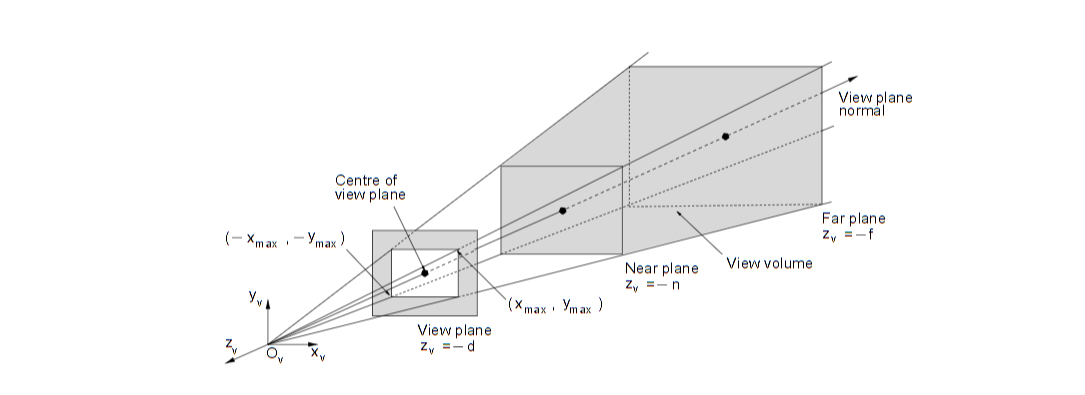 View plane
normal
Centre of
view plane
Far plane
z_v = − f
(− x_max , − y_max)
View volume
Near plane
z_v = − n
(x_max , y_max)
y_v
View plane
z_v = − d
z_v
O_v
x_v